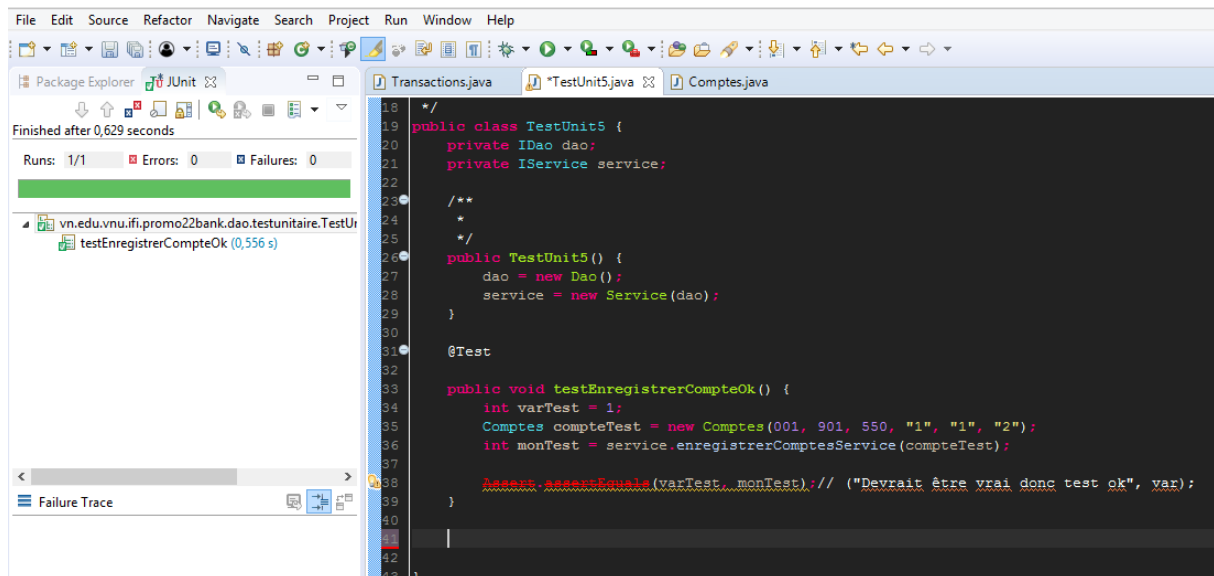 File Edit Source Refactor Navigate Search Project Run Window Help
Package Explorer JUnit
Finished after 0,629 seconds
Runs: 1/1 Errors: 0 Failures: 0
vn.edu.vnu.ifi.promo22bank.dao.testunitaire.TestUr
testEnregistrerCompteOk (0,556 s)
Failure Trace
Transactions.java *TestUnit5.java Comptes.java
18 */
19 public class TestUnit5 {
20 private IDao dao;
21 private IService service;
22
23 /**
24 *
25 */
26 public TestUnit5() {
27 dao = new Dao();
28 service = new Service(dao);
29 }
30
31 @Test
32
33 public void testEnregistrerCompteOk() {
34 int varTest = 1;
35 Comptes compteTest = new Comptes(001, 901, 550, "1", "1", "2");
36 int monTest = service.enregistrerComptesService(compteTest);
37
38 Assert.assertEquals(varTest, monTest);// ("Devrait être vrai donc test ok", var);
39 }
40
41
42
43 }